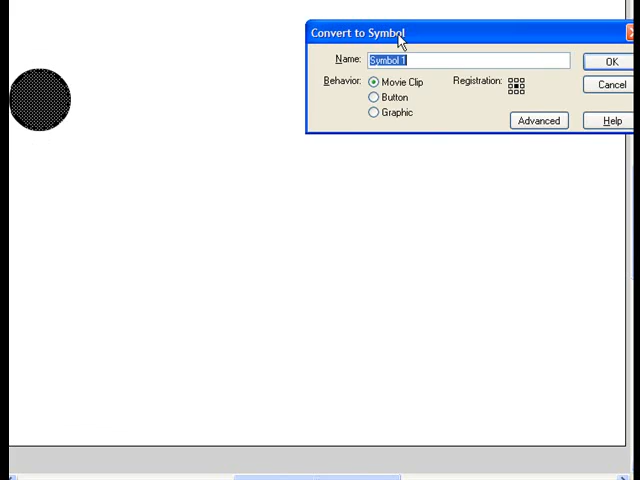 Convert to Symbol
Name: Symbol 1 OK
Behavior: Movie Clip Registration: Cancel
Button
Graphic
Advanced Help